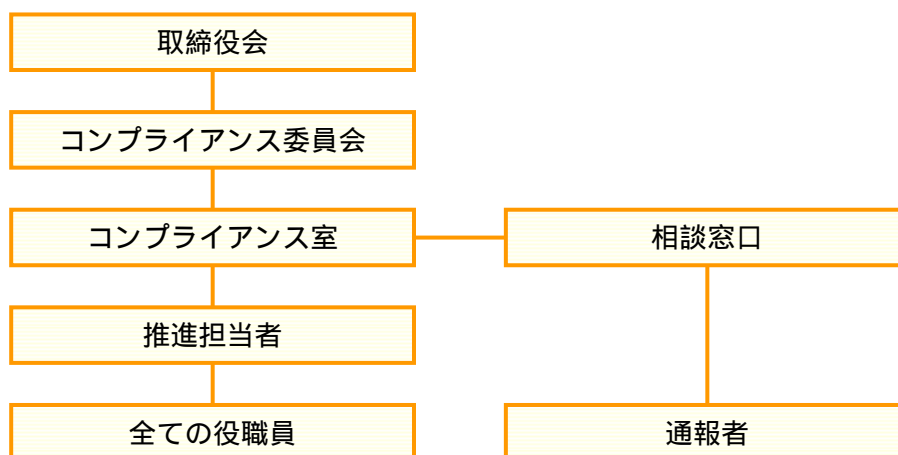 取締役会
コンプライアンス委員会
コンプライアンス室
相談窓口
推進担当者
全ての役職員
通報者